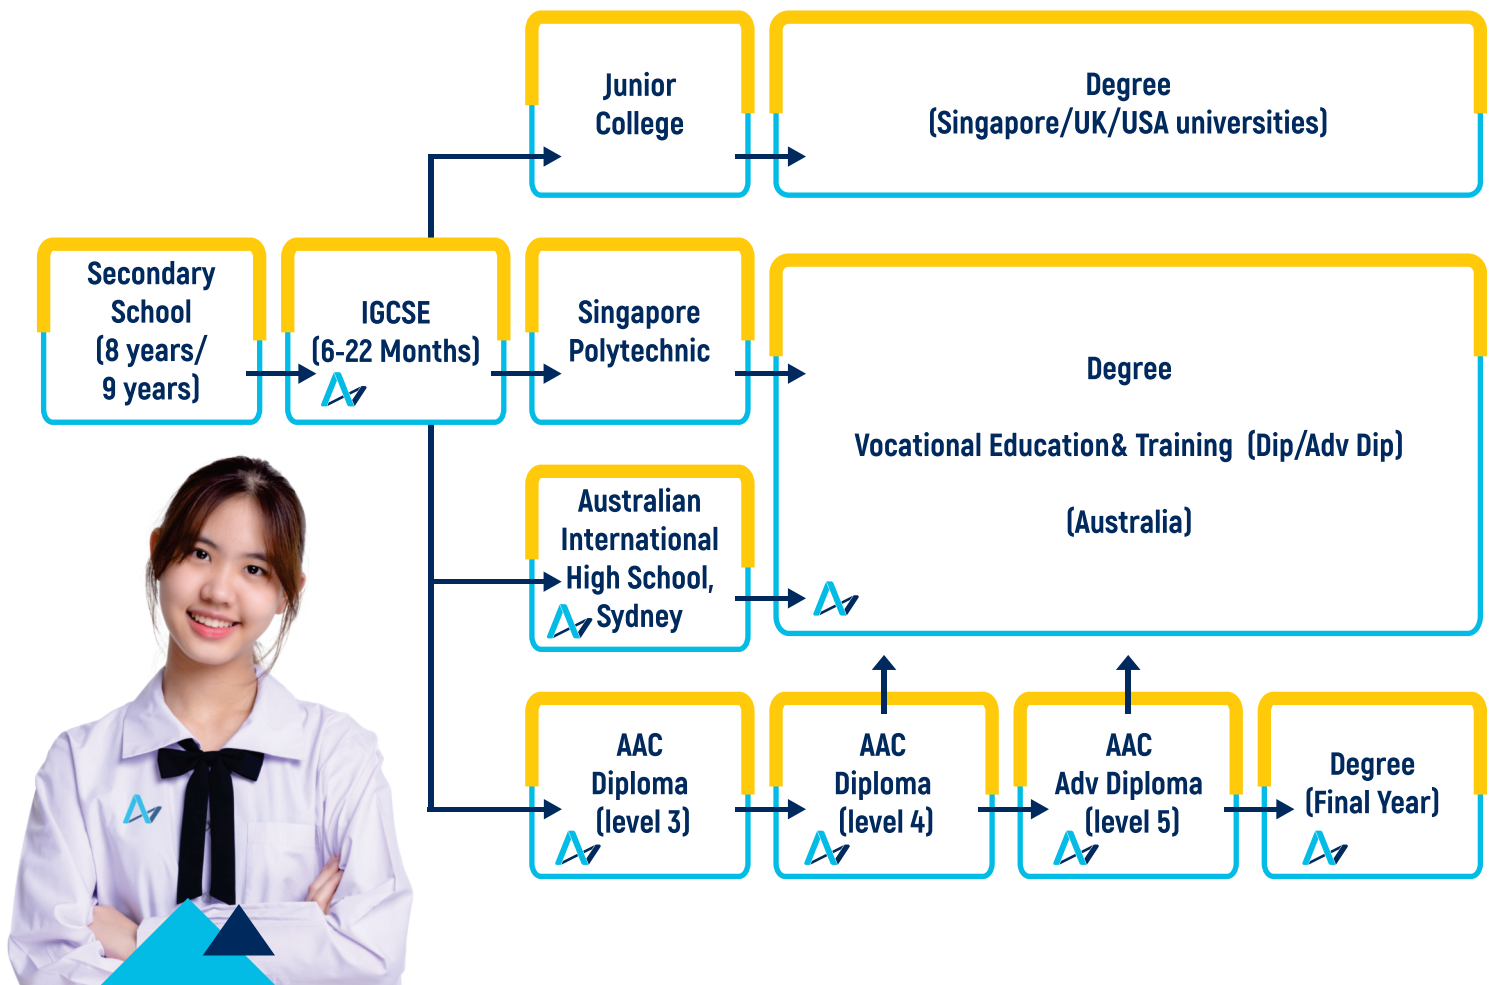 Junior
College
Degree
(Singapore/UK/USA universities)
Secondary
School
(8 years/
9 years)
IGCSE
(6-22 Months)
Singapore
Polytechnic
Degree
Vocational Education& Training (Dip/Adv Dip)
(Australia)
Australian
International
High School,
Sydney
AAC
Diploma
(level 3)
AAC
Diploma
(level 4)
AAC
Adv Diploma
(level 5)
Degree
(Final Year)